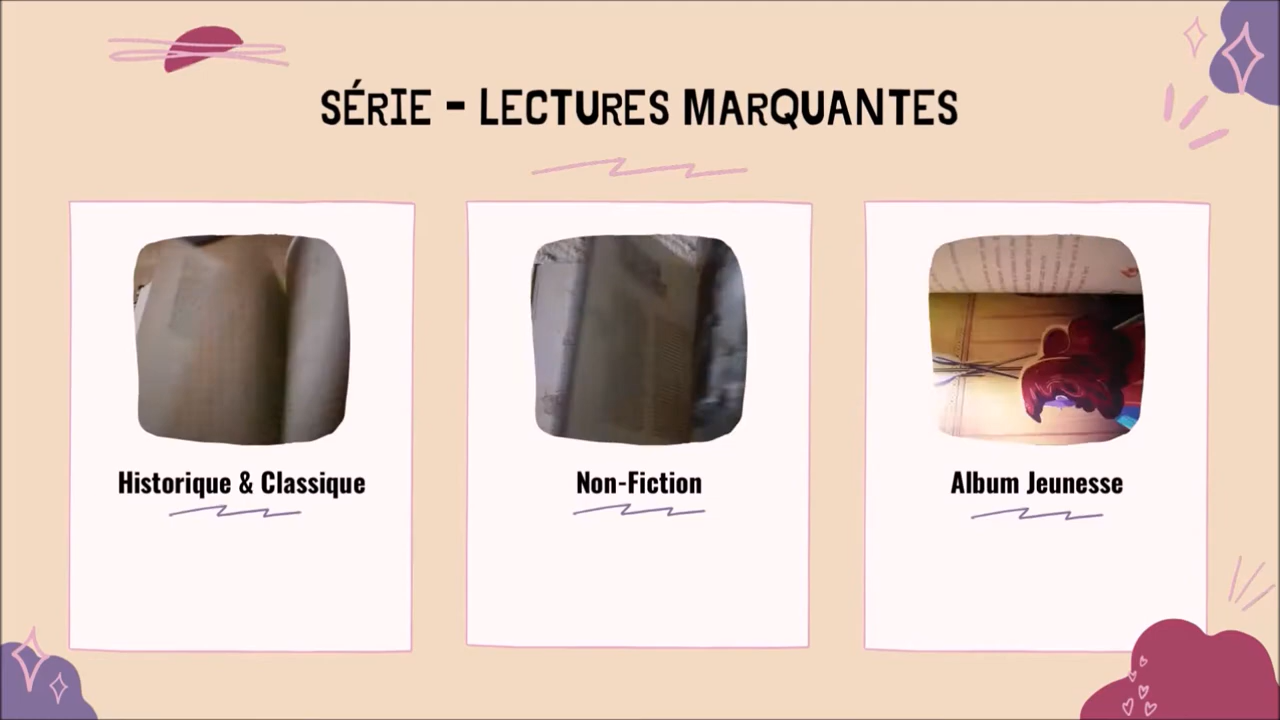 SÉRIE - LECTURES MARQUANTES
Historique & Classique
Non-Fiction
Album Jeunesse